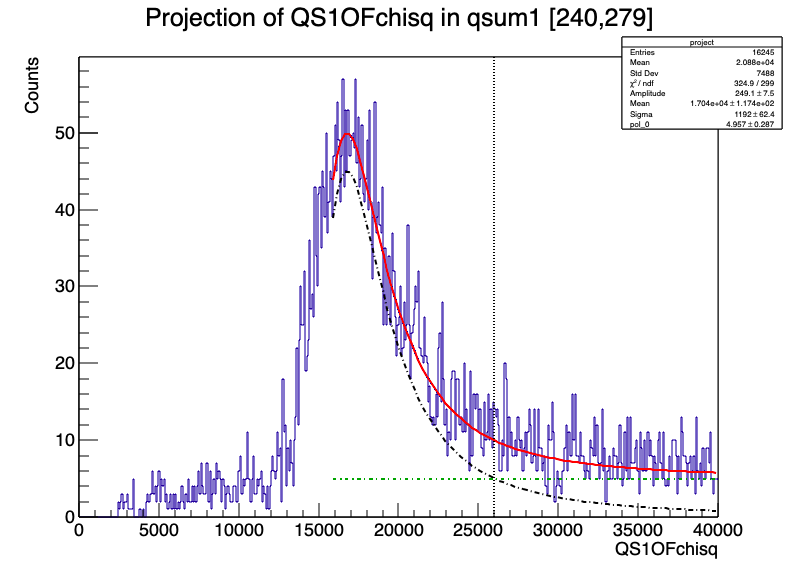 Projection of QS1OFchisq in qsum1 [240,279]
project
Entries 16245
Mean 2.088e+04
Std Dev 7488
χ² / ndf 324.9 / 299
Amplitude 249.1 ± 7.5
Mean 1.704e+04 ± 1.174e+02
Sigma 1192 ± 62.4
pol_0 4.957 ± 0.287
Counts
50
40
30
20
10
0
0 5000 10000 15000 20000 25000 30000 35000 40000
QS1OFchisq